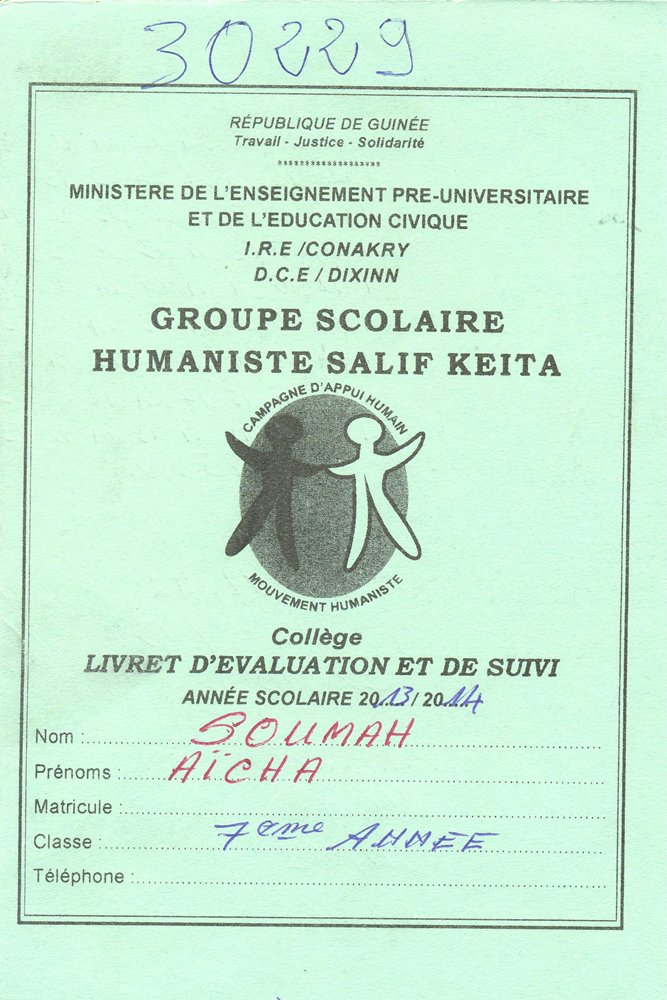 30229
RÉPUBLIQUE DE GUINÉE
Travail - Justice - Solidarité
*******************
MINISTERE DE L'ENSEIGNEMENT PRE-UNIVERSITAIRE
ET DE L'EDUCATION CIVIQUE
I.R.E /CONAKRY
D.C.E / DIXINN
GROUPE SCOLAIRE
HUMANISTE SALIF KEITA
CAMPAGNE D'APPUI HUMAIN
MOUVEMENT HUMANISTE
Collège
LIVRET D'EVALUATION ET DE SUIVI
ANNÉE SCOLAIRE 2013/ 2014
Nom : SOUMAH
Prénoms : AÏCHA
Matricule :
Classe : 7eme ANNEE
Téléphone :